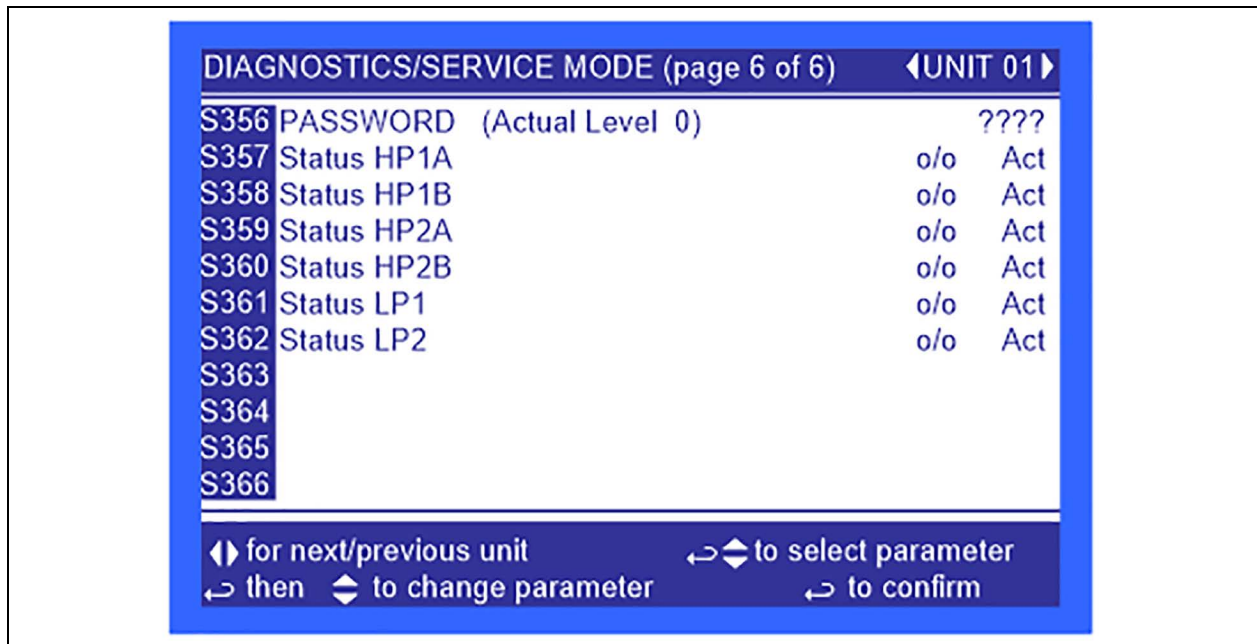 DIAGNOSTICS/SERVICE MODE (page 6 of 6) UNIT 01
S356 PASSWORD (Actual Level 0) ????
S357 Status HP1A o/o Act
S358 Status HP1B o/o Act
S359 Status HP2A o/o Act
S360 Status HP2B o/o Act
S361 Status LP1 o/o Act
S362 Status LP2 o/o Act
S363
S364
S365
S366
for next/previous unit to select parameter
then to change parameter to confirm